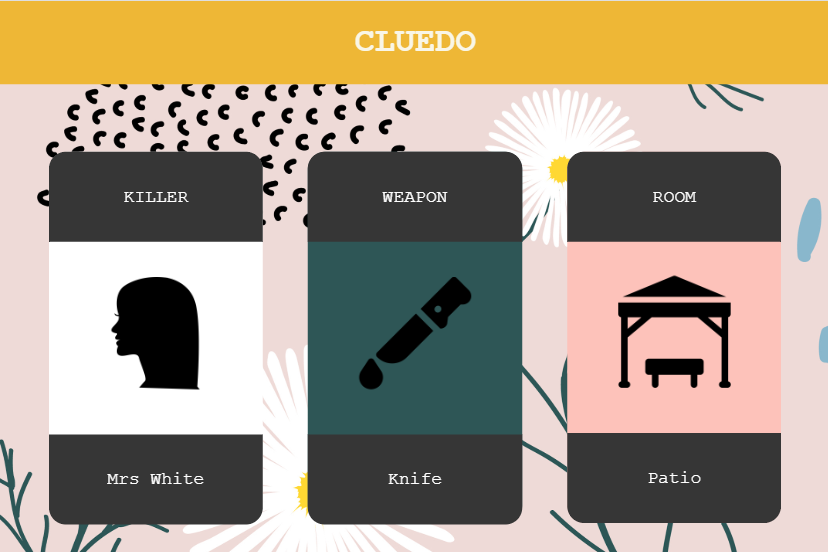 CLUEDO
KILLER
WEAPON
ROOM
Mrs White
Knife
Patio